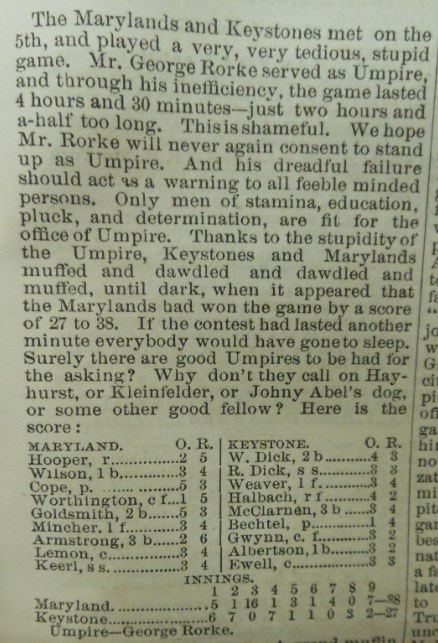 The Marylands and Keystones met on the
5th, and played a very, very tedious, stupid
game. Mr. George Rorke served as Umpire,
and through his inefficiency, the game lasted
4 hours and 30 minutes—just two hours and
a-half too long. This is shameful. We hope
Mr. Rorke will never again consent to stand
up as Umpire. And his dreadful failure
should act as a warning to all feeble minded
persons. Only men of stamina, education,
pluck, and determination, are fit for the
office of Umpire. Thanks to the stupidity of
the Umpire, Keystones and Marylands
muffed and dawdled and dawdled and
muffed, until dark, when it appeared that
the Marylands had won the game by a score
of 27 to 38. If the contest had lasted another
minute everybody would have gone to sleep.
Surely there are good Umpires to be had for
the asking? Why don't they call on Hay-
hurst, or Kleinfelder, or Johny Abel's dog,
or some other good fellow? Here is the
score:
MARYLAND. O. R. KEYSTONE. O. R.
Hooper, r 2 5 W. Dick, 2 b 4 3
Wilson, 1 b 3 4 R. Dick, s s 3 3
Cope, p. 5 3 Weaver, l f 3 4
Worthington, c f 1 5 Halbach, r f 4 2
Goldsmith, 2 b 5 3 McClarnen, 3 b 3 4
Mincher, l f 3 4 Bechtel, p 1 4
Armstrong, 3 b 2 6 Gwynn, c. f 3 2
Lemon, c 3 4 Albertson, 1 b 3 2
Keerl, s s 3 4 Ewell, c 3 3
INNINGS.
1 2 3 4 5 6 7 8 9
Maryland. 5 1 16 1 3 1 4 0 7—38
Keystone 6 7 0 7 1 1 0 3 2—27
Umpire—George Rorke.